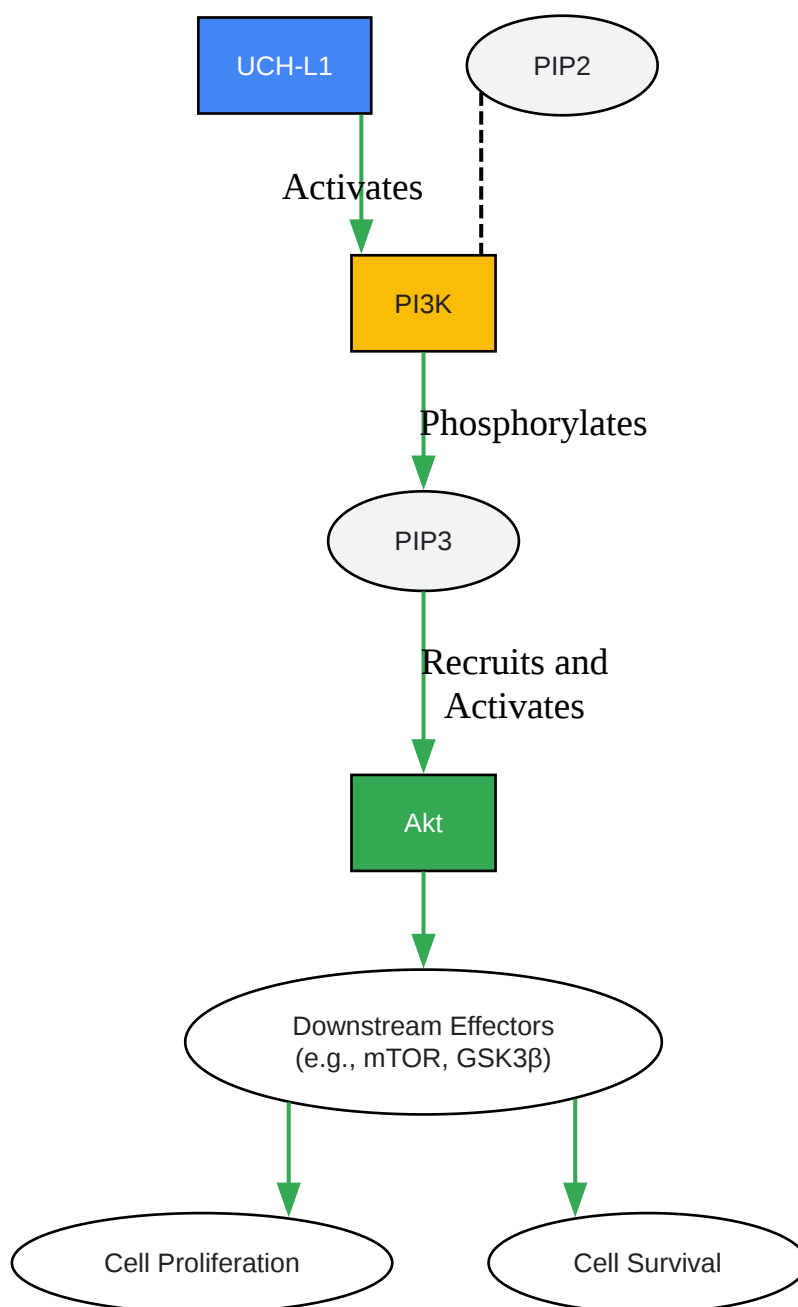 UCH-L1
PIP2
Activates
PI3K
Phosphorylates
PIP3
Recruits and
Activates
Akt
Downstream Effectors
(e.g., mTOR, GSK3β)
Cell Proliferation
Cell Survival